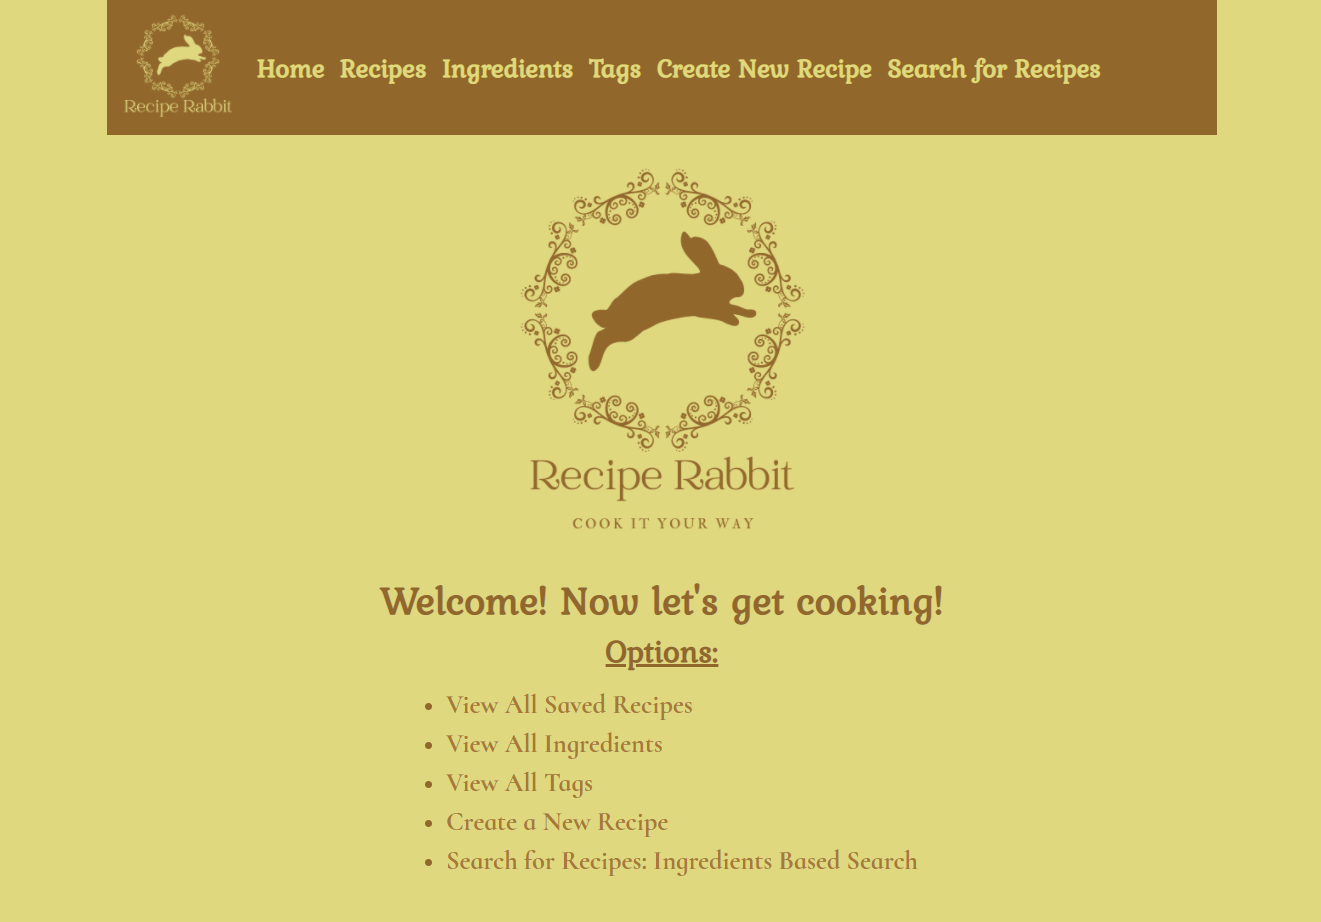 Recipe Rabbit
Home Recipes Ingredients Tags Create New Recipe Search for Recipes
Recipe Rabbit
COOK IT YOUR WAY
Welcome! Now let's get cooking!
Options:
• View All Saved Recipes
• View All Ingredients
• View All Tags
• Create a New Recipe
• Search for Recipes: Ingredients Based Search